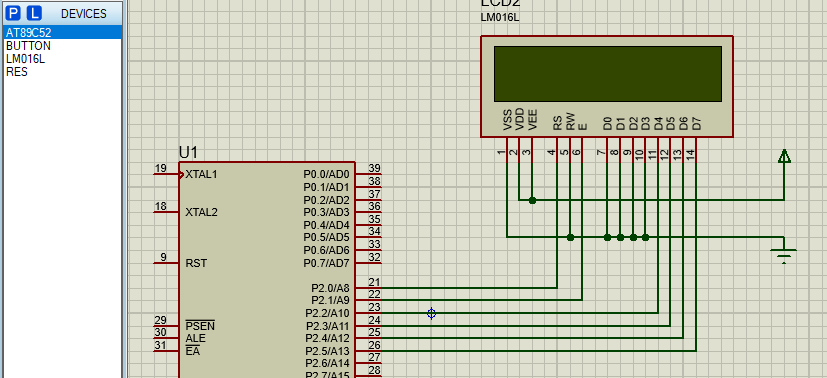 P L DEVICES
AT89C52
BUTTON
LM016L
RES
LCD2
LM016L
VSS VDD VEE RS RW E D0 D1 D2 D3 D4 D5 D6 D7
1 2 3 4 5 6 7 8 9 10 11 12 13 14
U1
19 XTAL1 P0.0/AD0 39
P0.1/AD1 38
P0.2/AD2 37
18 XTAL2 P0.3/AD3 36
P0.4/AD4 35
P0.5/AD5 34
P0.6/AD6 33
9 RST P0.7/AD7 32
P2.0/A8 21
P2.1/A9 22
P2.2/A10 23
29 PSEN P2.3/A11 24
30 ALE P2.4/A12 25
31 EA P2.5/A13 26
P2.6/A14 27
P2.7/A15 28